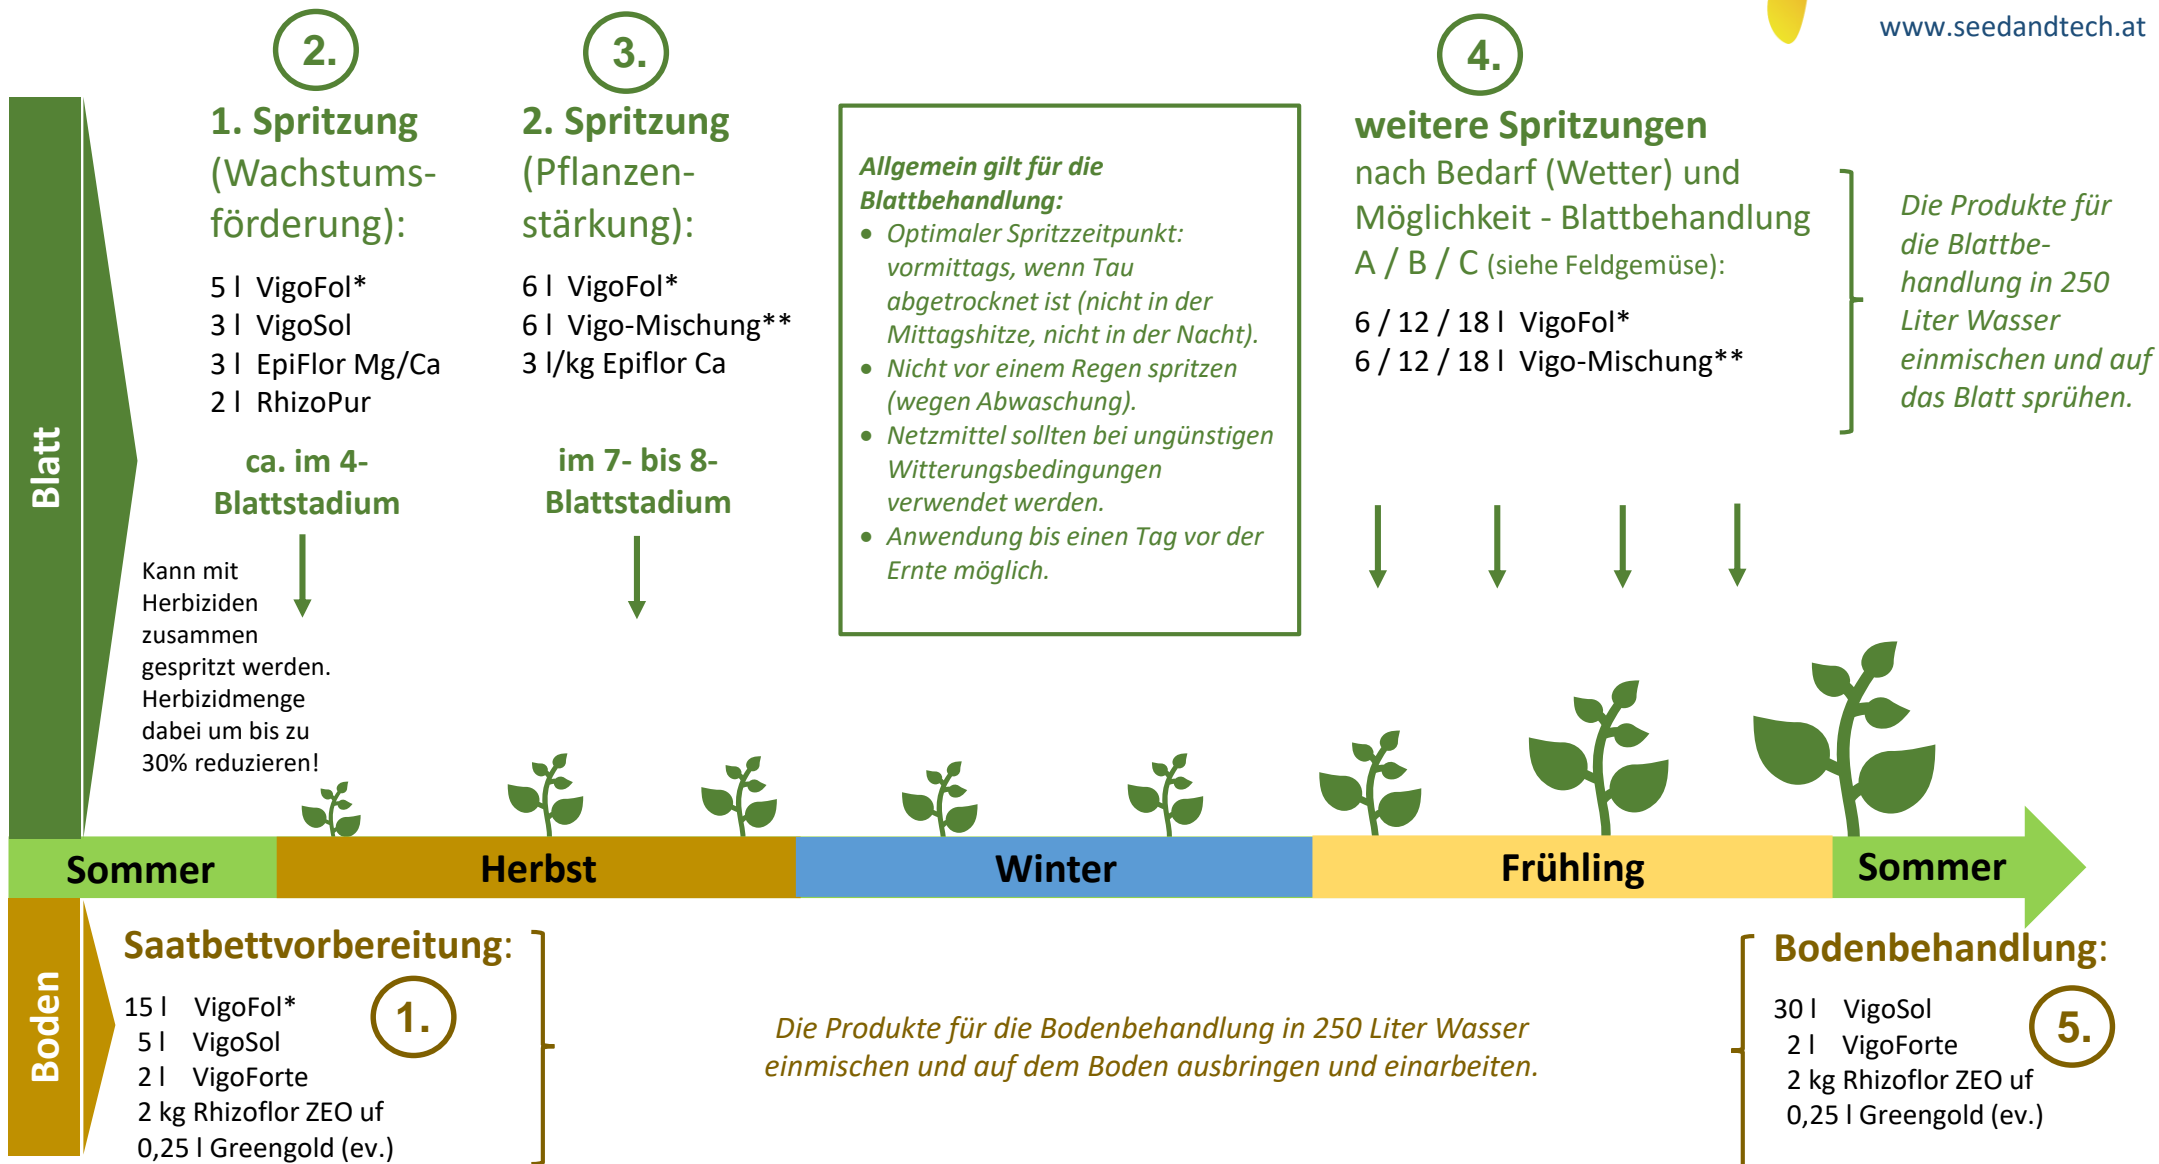 www.seedandtech.at
2.
1. Spritzung
(Wachstums-
förderung):
5 l VigoFol*
3 l VigoSol
3 l EpiFlor Mg/Ca
2 l RhizoPur
ca. im 4-
Blattstadium
Kann mit
Herbiziden
zusammen
gespritzt werden.
Herbizidmenge
dabei um bis zu
30% reduzieren!
3.
2. Spritzung
(Pflanzen-
stärkung):
6 l VigoFol*
6 l Vigo-Mischung**
3 l/kg Epiflor Ca
im 7- bis 8-
Blattstadium
Allgemein gilt für die
Blattbehandlung:
• Optimaler Spritzzeitpunkt:
vormittags, wenn Tau
abgetrocknet ist (nicht in der
Mittagshitze, nicht in der Nacht).
• Nicht vor einem Regen spritzen
(wegen Abwaschung).
• Netzmittel sollten bei ungünstigen
Witterungsbedingungen
verwendet werden.
• Anwendung bis einen Tag vor der
Ernte möglich.
4.
weitere Spritzungen
nach Bedarf (Wetter) und
Möglichkeit - Blattbehandlung
A / B / C (siehe Feldgemüse):
6 / 12 / 18 l VigoFol*
6 / 12 / 18 l Vigo-Mischung**
Die Produkte für
die Blattbe-
handlung in 250
Liter Wasser
einmischen und auf
das Blatt sprühen.
Blatt
Sommer
Herbst
Winter
Frühling
Sommer
Boden
Saatbettvorbereitung:
1.
15 l VigoFol*
5 l VigoSol
2 l VigoForte
2 kg Rhizoflor ZEO uf
0,25 l Greengold (ev.)
Die Produkte für die Bodenbehandlung in 250 Liter Wasser
einmischen und auf dem Boden ausbringen und einarbeiten.
Bodenbehandlung:
5.
30 l VigoSol
2 l VigoForte
2 kg Rhizoflor ZEO uf
0,25 l Greengold (ev.)